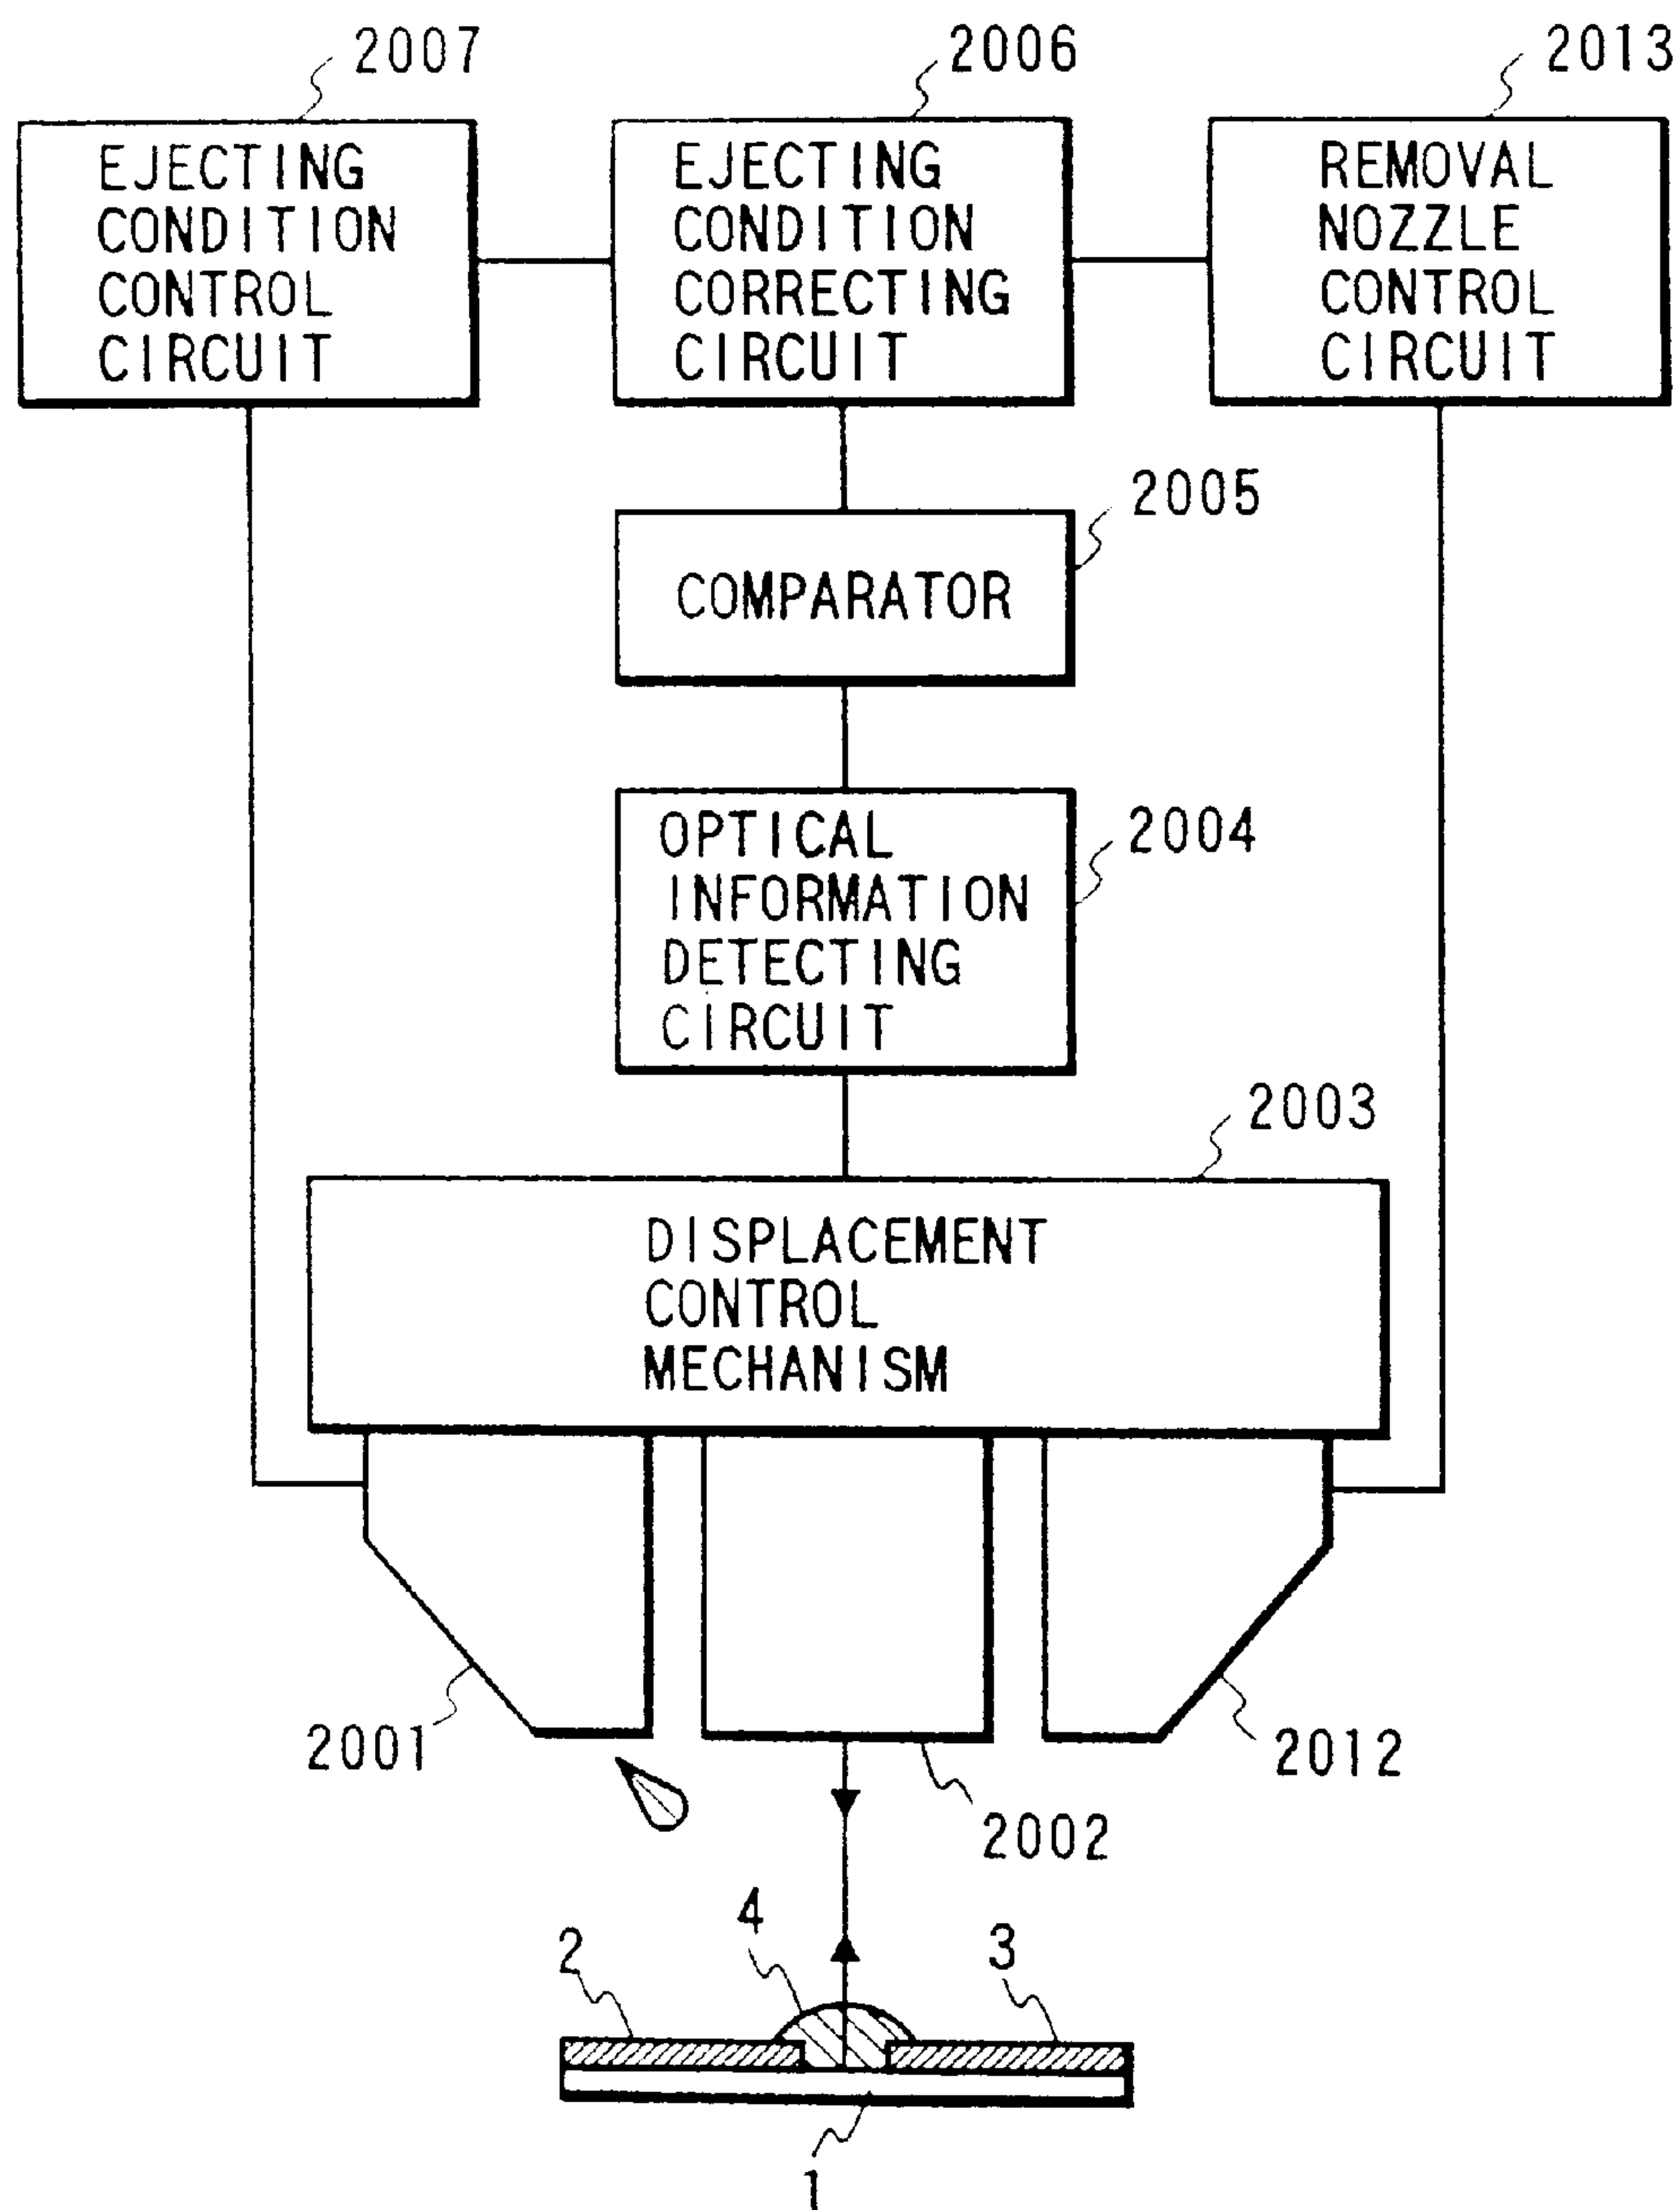 2007
2006
2013
EJECTING
CONDITION
CONTROL
CIRCUIT
EJECTING
CONDITION
CORRECTING
CIRCUIT
REMOVAL
NOZZLE
CONTROL
CIRCUIT
2005
COMPARATOR
2004
OPTICAL
INFORMATION
DETECTING
CIRCUIT
2003
DISPLACEMENT
CONTROL
MECHANISM
2001
2012
2002
4
2
3
1